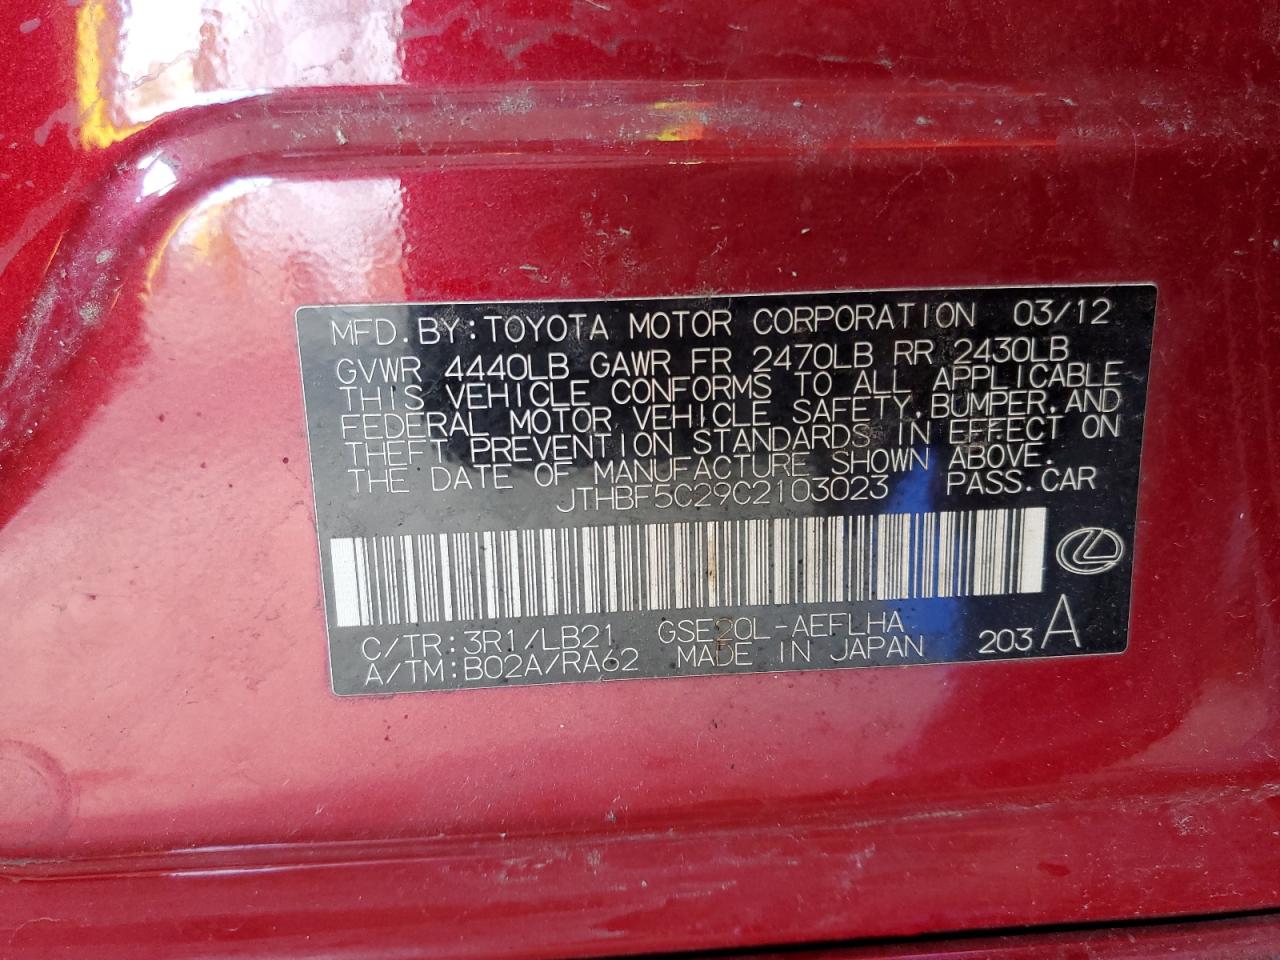 MFD. BY: TOYOTA MOTOR CORPORATION 03/12
GVWR 4440LB GAWR FR 2470LB RR 2430LB
THIS VEHICLE CONFORMS TO ALL APPLICABLE
FEDERAL MOTOR VEHICLE SAFETY, BUMPER, AND
THEFT PREVENTION STANDARDS IN EFFECT ON
THE DATE OF MANUFACTURE SHOWN ABOVE.
JTHBF5C29C2103023 PASS. CAR
C/TR: 3R1/LB21 GSE20L-AEFLHA
A/TM: B02A/RA62 MADE IN JAPAN 203 A